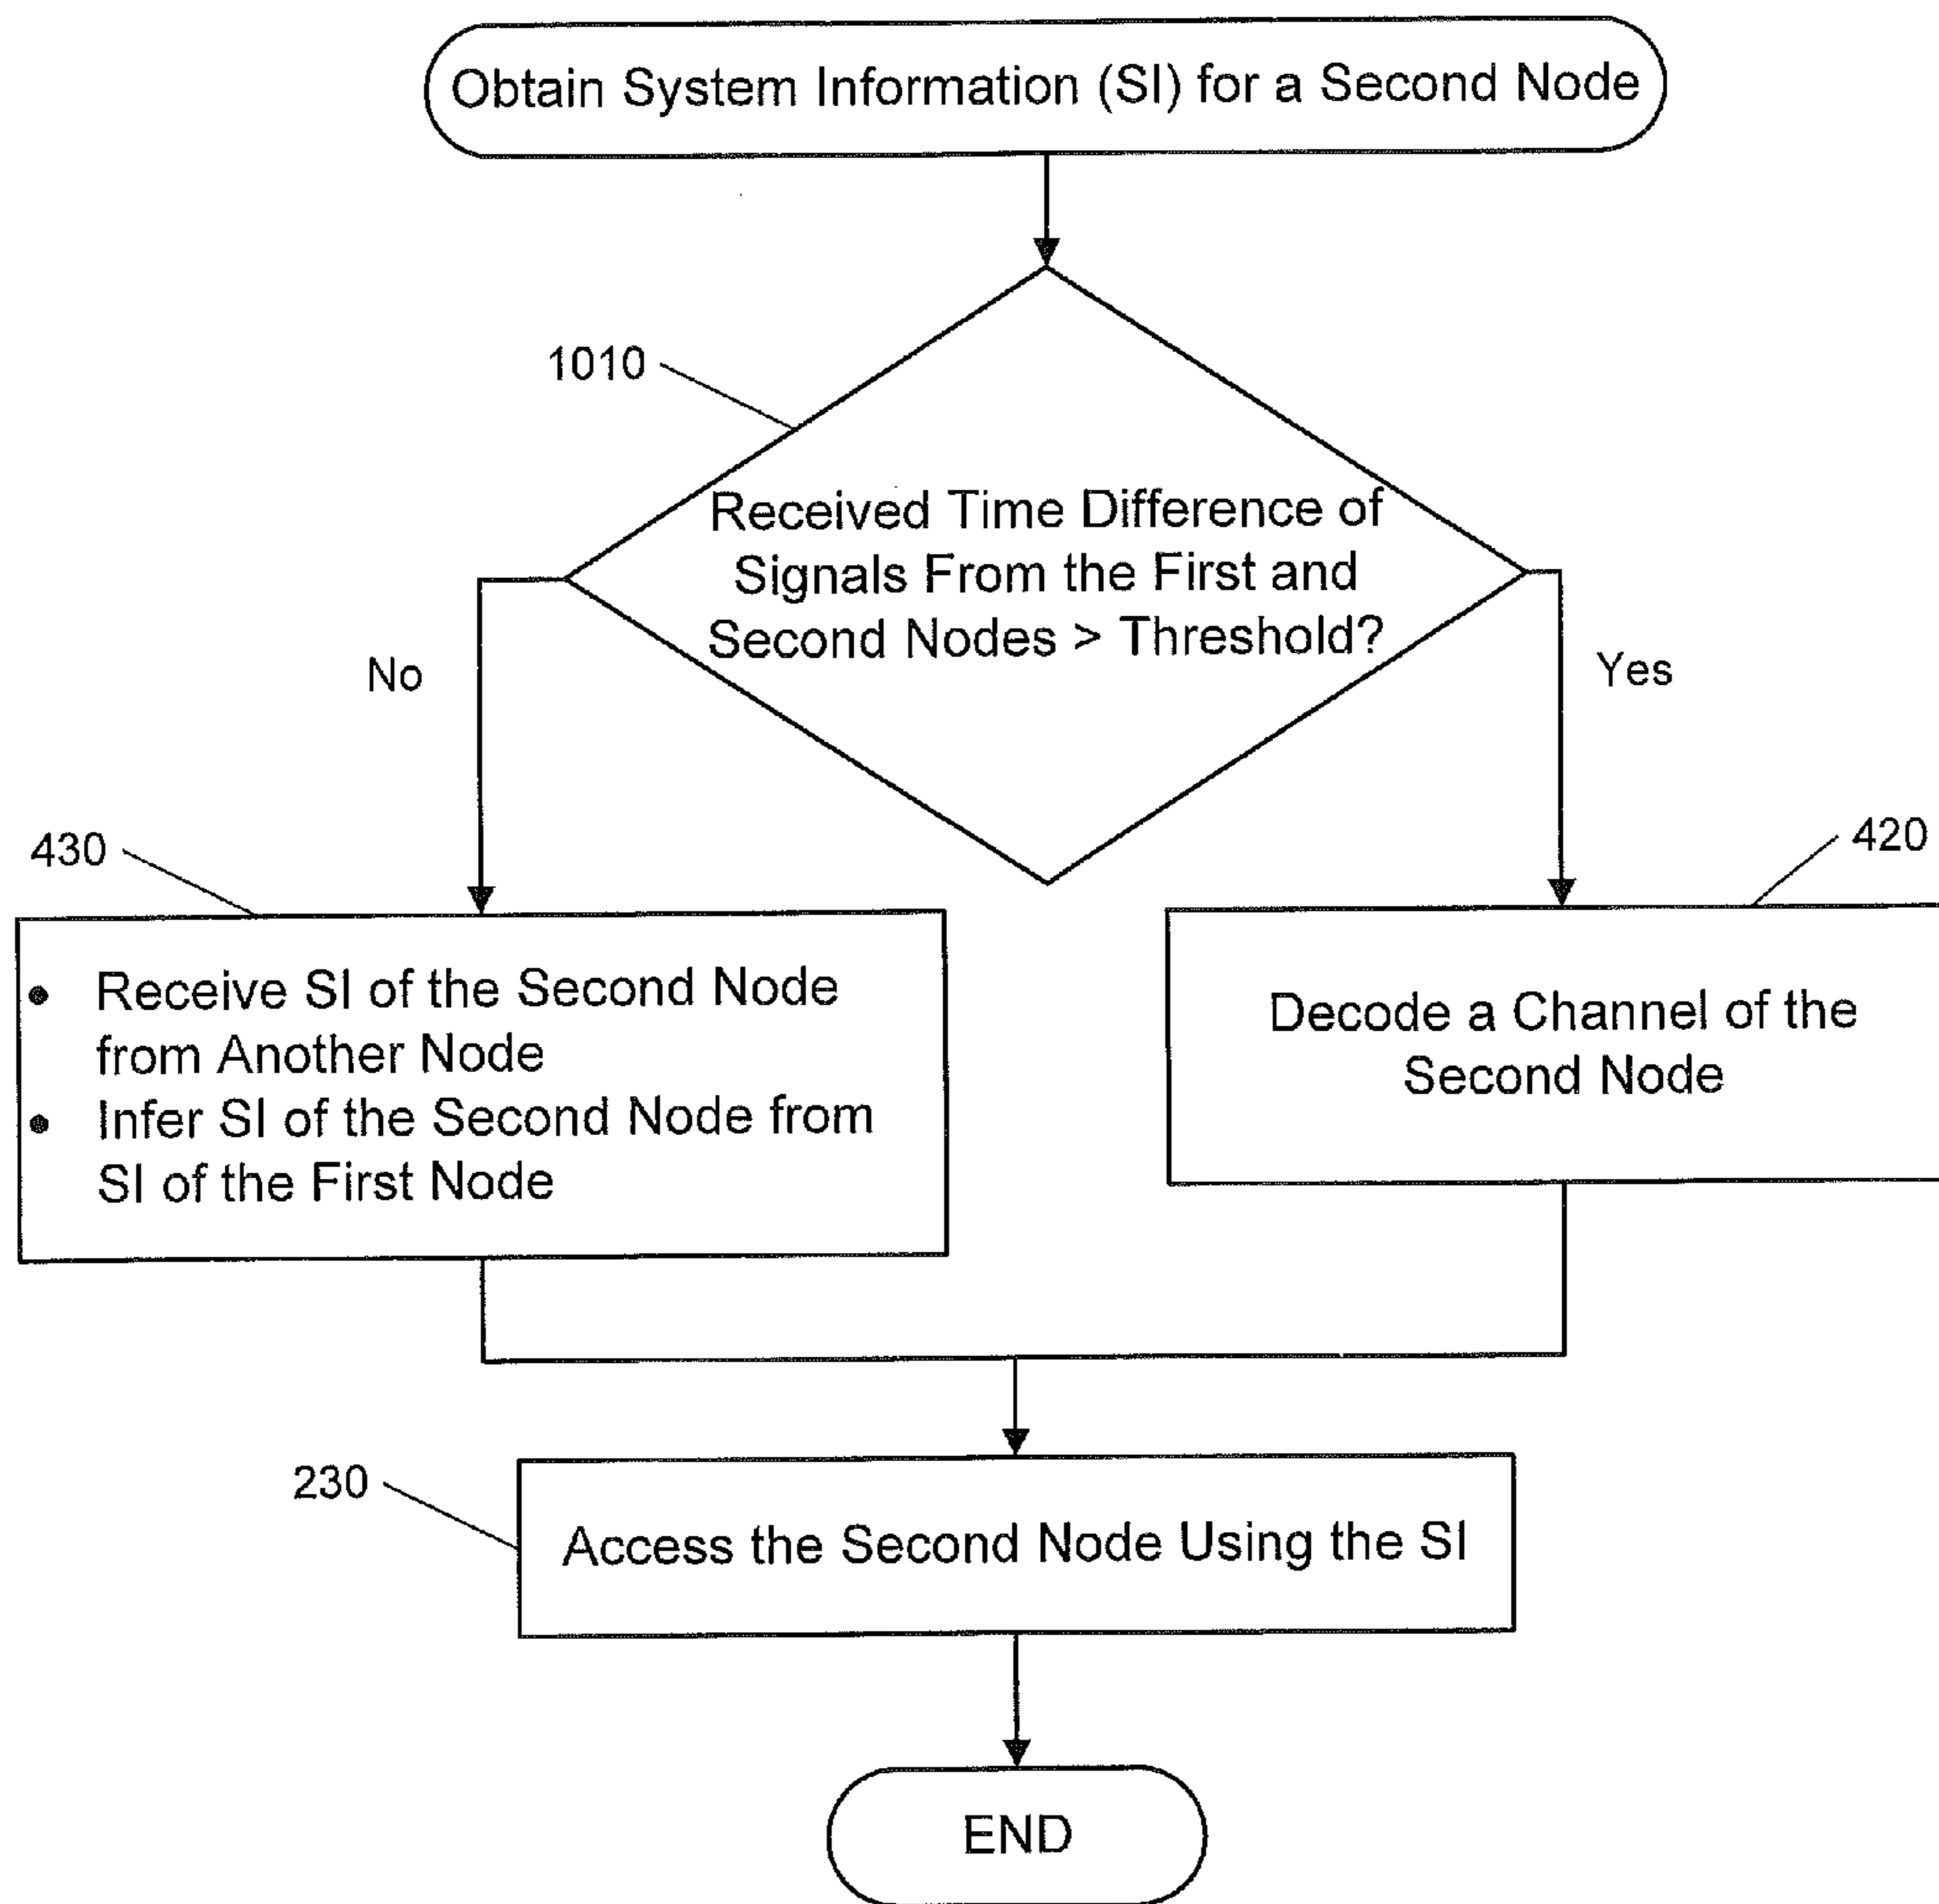 Obtain System Information (SI) for a Second Node
1010
Received Time Difference of
Signals From the First and
Second Nodes > Threshold?
No
Yes
430
420
• Receive SI of the Second Node
from Another Node
• Infer SI of the Second Node from
SI of the First Node
Decode a Channel of the
Second Node
230
Access the Second Node Using the SI
END